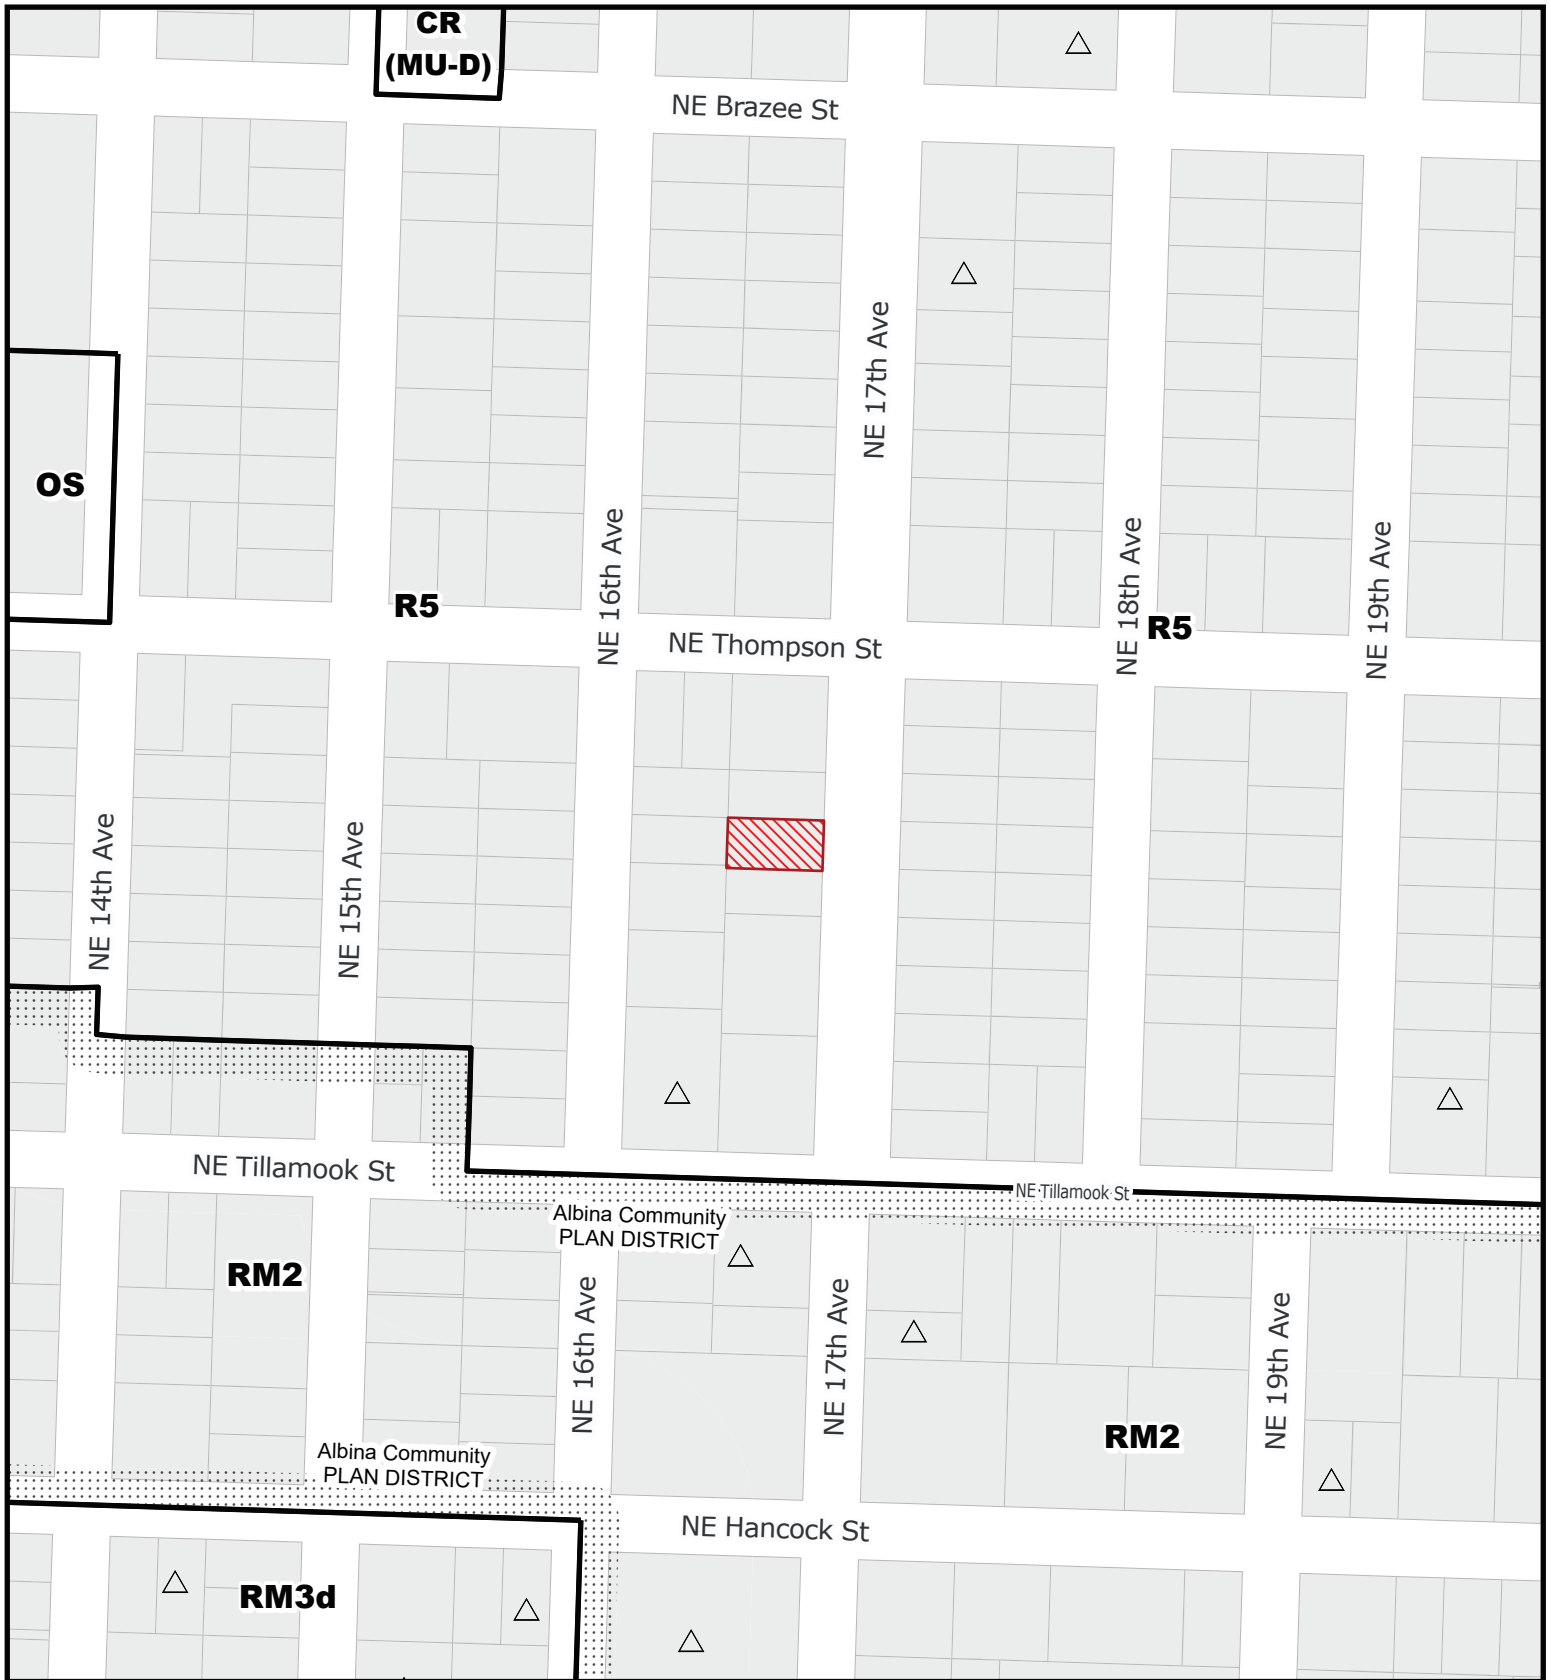 CR
(MU-D)
NE Brazee St
NE 17th Ave
OS
NE 16th Ave
NE 18th Ave
NE 19th Ave
R5
R5
NE Thompson St
NE 14th Ave
NE 15th Ave
NE Tillamook St
NE Tillamook St
Albina Community
PLAN DISTRICT
RM2
NE 16th Ave
NE 17th Ave
NE 19th Ave
RM2
Albina Community
PLAN DISTRICT
NE Hancock St
RM3d